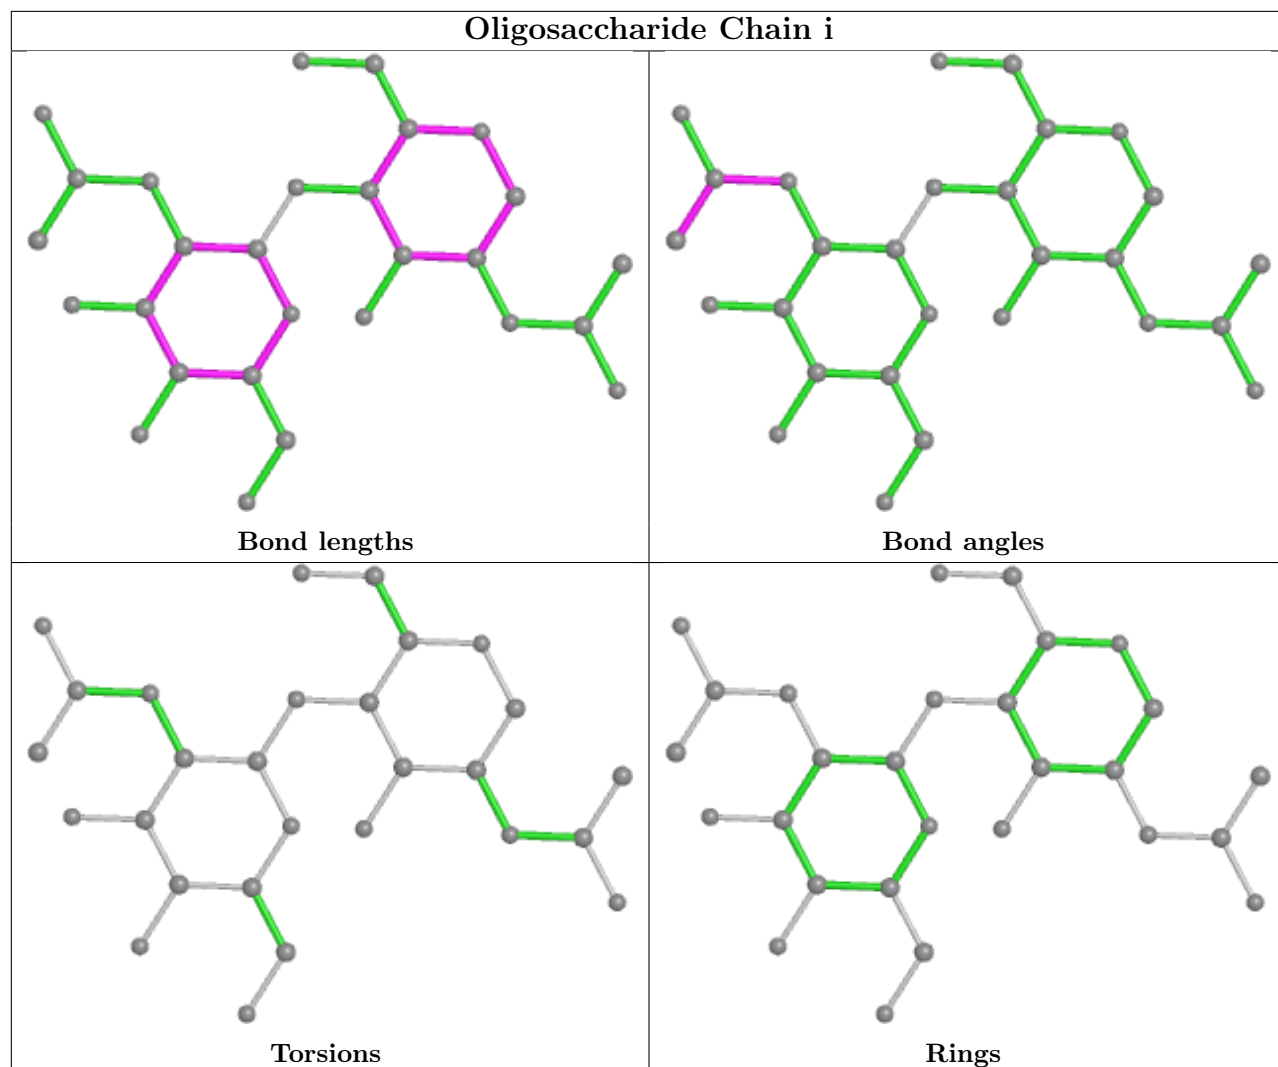 Oligosaccharide Chain i
Bond lengths
Bond angles
Torsions
Rings